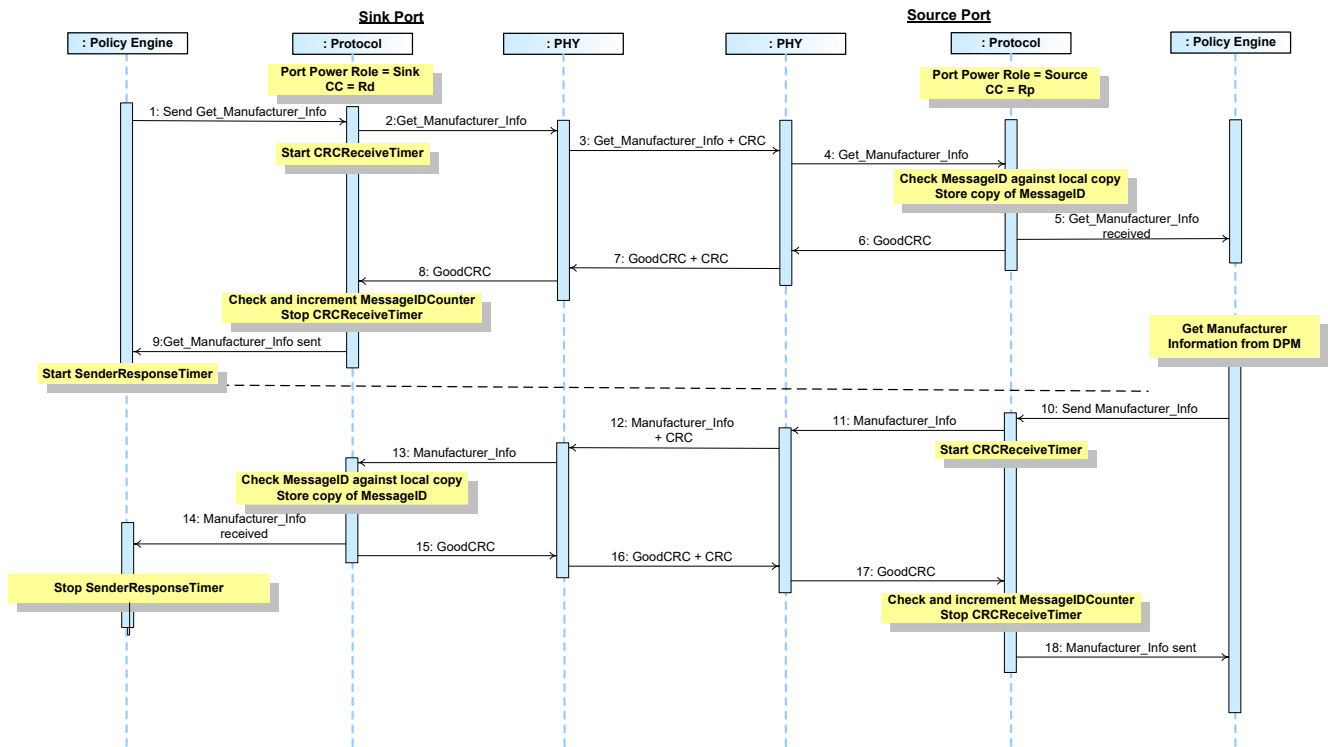 Sink Port
Source Port
: Policy Engine
: Protocol
: PHY
: PHY
: Protocol
: Policy Engine
Port Power Role = Sink
CC = Rd
Port Power Role = Source
CC = Rp
1: Send Get_Manufacturer_Info
2:Get_Manufacturer_Info
Start CRCReceiveTimer
3: Get_Manufacturer_Info + CRC
4: Get_Manufacturer_Info
Check MessageID against local copy
Store copy of MessageID
5: Get_Manufacturer_Info
received
6: GoodCRC
7: GoodCRC + CRC
8: GoodCRC
Check and increment MessageIDCounter
Stop CRCReceiveTimer
9:Get_Manufacturer_Info sent
Start SenderResponseTimer
Get Manufacturer
Information from DPM
10: Send Manufacturer_Info
11: Manufacturer_Info
Start CRCReceiveTimer
12: Manufacturer_Info
+ CRC
13: Manufacturer_Info
Check MessageID against local copy
Store copy of MessageID
14: Manufacturer_Info
received
15: GoodCRC
16: GoodCRC + CRC
17: GoodCRC
Stop SenderResponseTimer
Check and increment MessageIDCounter
Stop CRCReceiveTimer
18: Manufacturer_Info sent